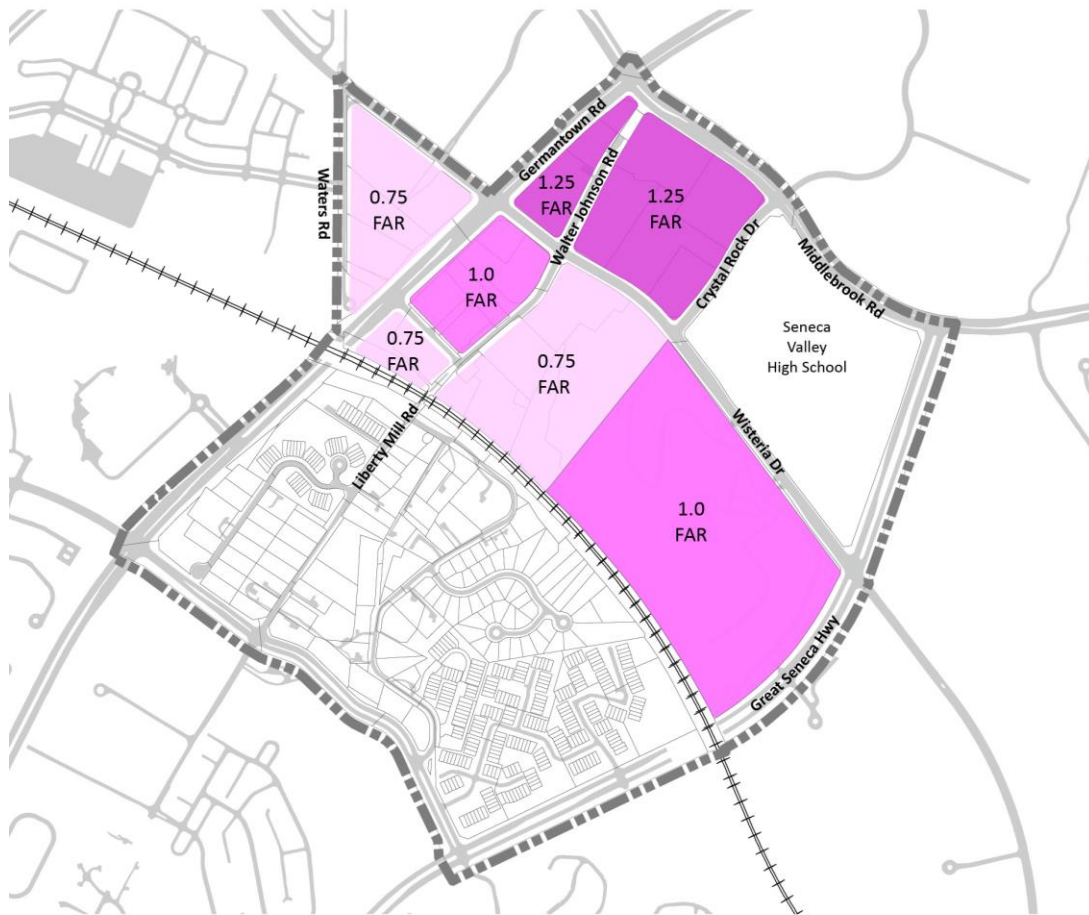 Germantown Rd
Waters Rd
0.75
FAR
1.25
FAR
Walter Johnson Rd
1.25
FAR
Crystal Rock Dr
Middlebrook Rd
1.0
FAR
Seneca
Valley
High School
0.75
FAR
0.75
FAR
Liberty Mill Rd
Wisteria Dr
1.0
FAR
Great Seneca Hwy